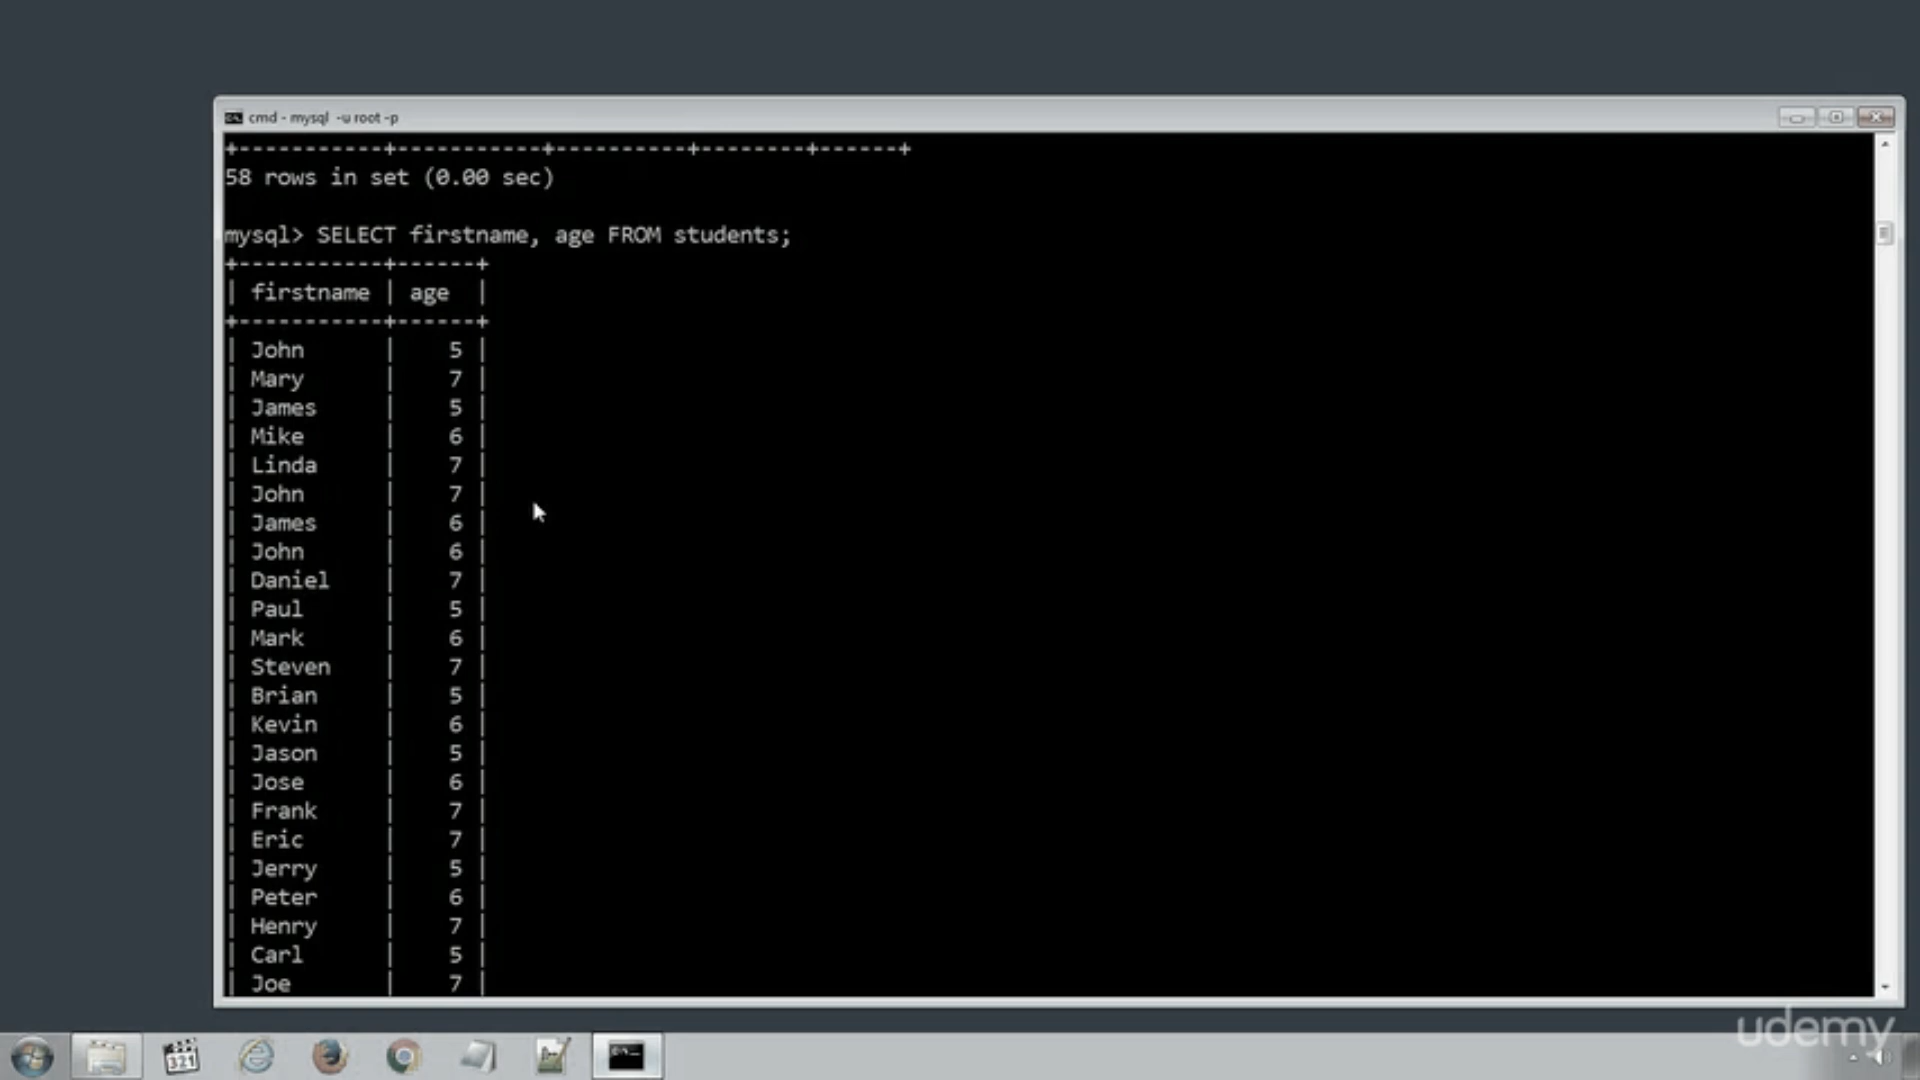 cmd - mysql -u root -p
+-----------+-----------+----------+--------+------+
58 rows in set (0.00 sec)
mysql> SELECT firstname, age FROM students;
+-----------+------+
| firstname | age  |
+-----------+------+
| John      |    5 |
| Mary      |    7 |
| James     |    5 |
| Mike      |    6 |
| Linda     |    7 |
| John      |    7 |
| James     |    6 |
| John      |    6 |
| Daniel    |    7 |
| Paul      |    5 |
| Mark      |    6 |
| Steven    |    7 |
| Brian     |    5 |
| Kevin     |    6 |
| Jason     |    5 |
| Jose      |    6 |
| Frank     |    7 |
| Eric      |    7 |
| Jerry     |    5 |
| Peter     |    6 |
| Henry     |    7 |
| Carl      |    5 |
| Joe       |    7 |
udemy
321